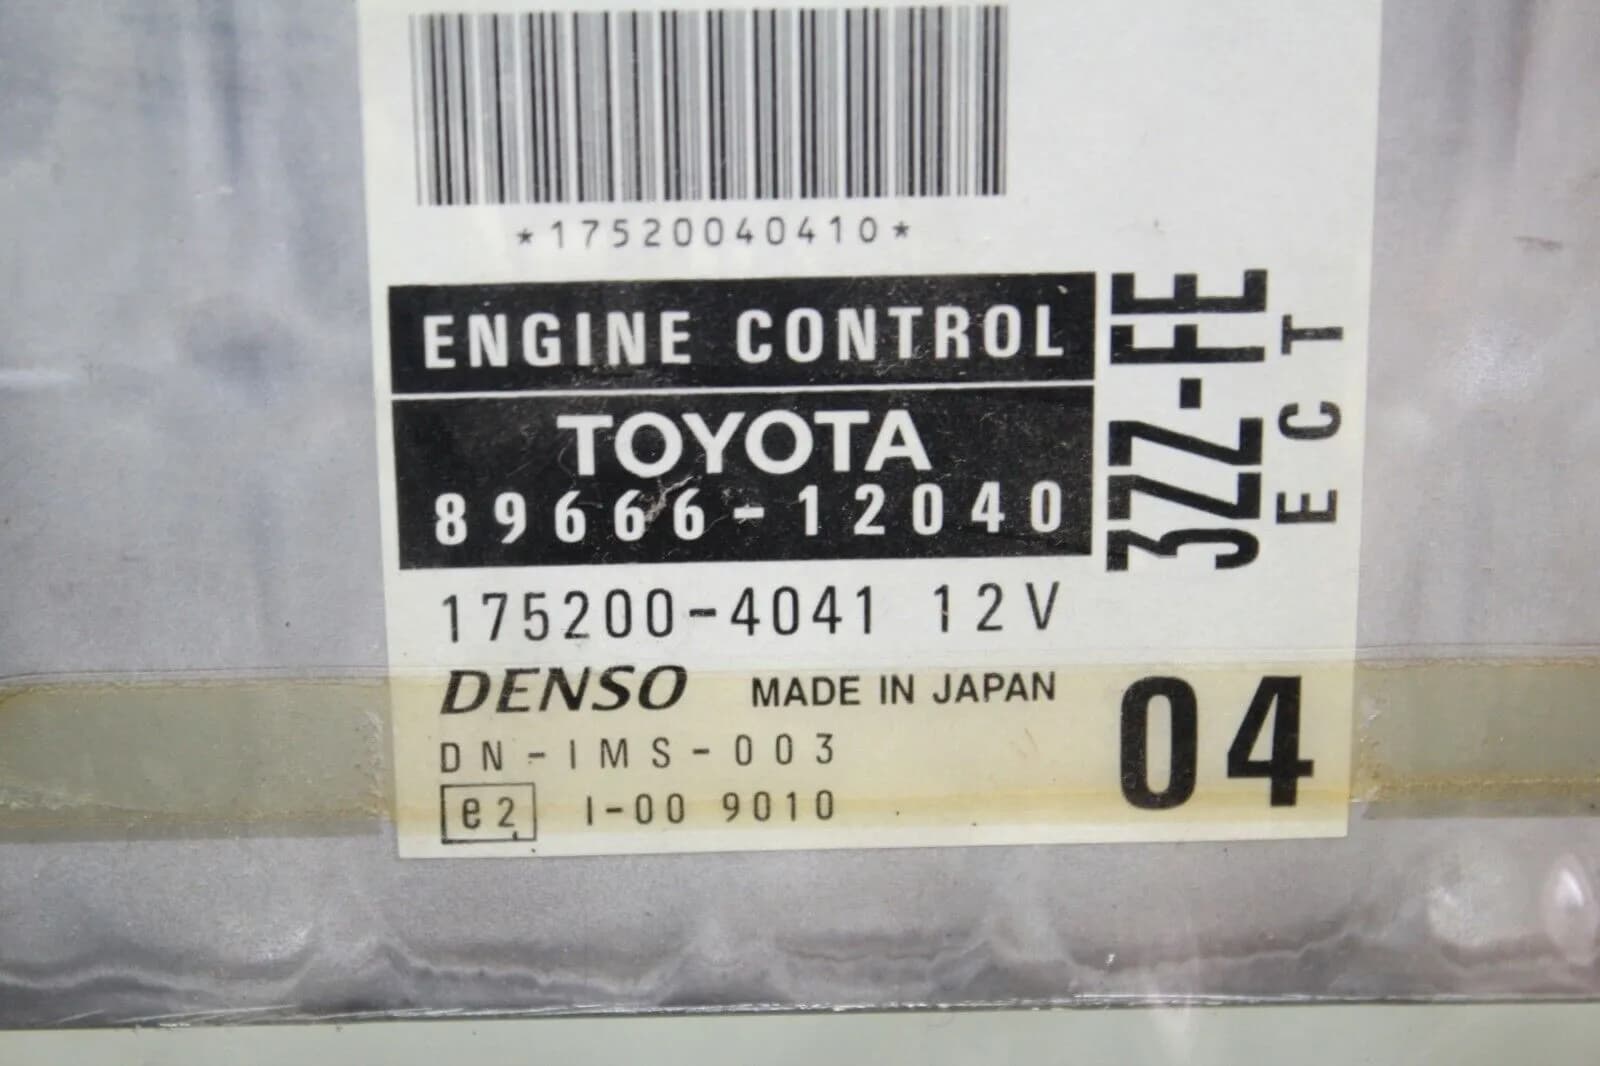 *17520040410*
ENGINE CONTROL
TOYOTA
89666-12040
3ZZ-FE
ECT
175200-4041 12V
DENSO MADE IN JAPAN
DN-IMS-003
e2 I-00 9010
04